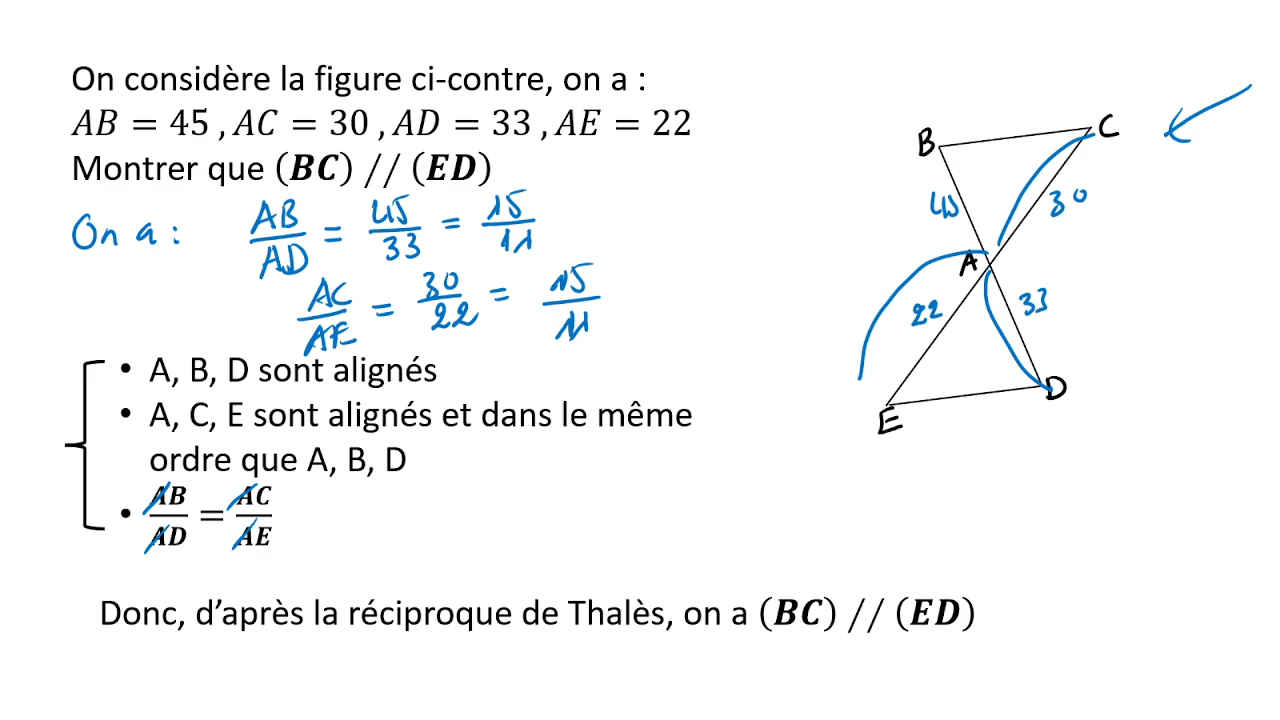 On considère la figure ci-contre, on a :
AB = 45 , AC = 30 , AD = 33 , AE = 22
Montrer que (BC) // (ED)
On a : AB/AD = 45/33 = 15/11
AC/AE = 30/22 = 15/11
• A, B, D sont alignés
• A, C, E sont alignés et dans le même
ordre que A, B, D
• AB/AD = AC/AE
Donc, d’après la réciproque de Thalès, on a (BC) // (ED)
B
C
45
30
A
22
33
D
E